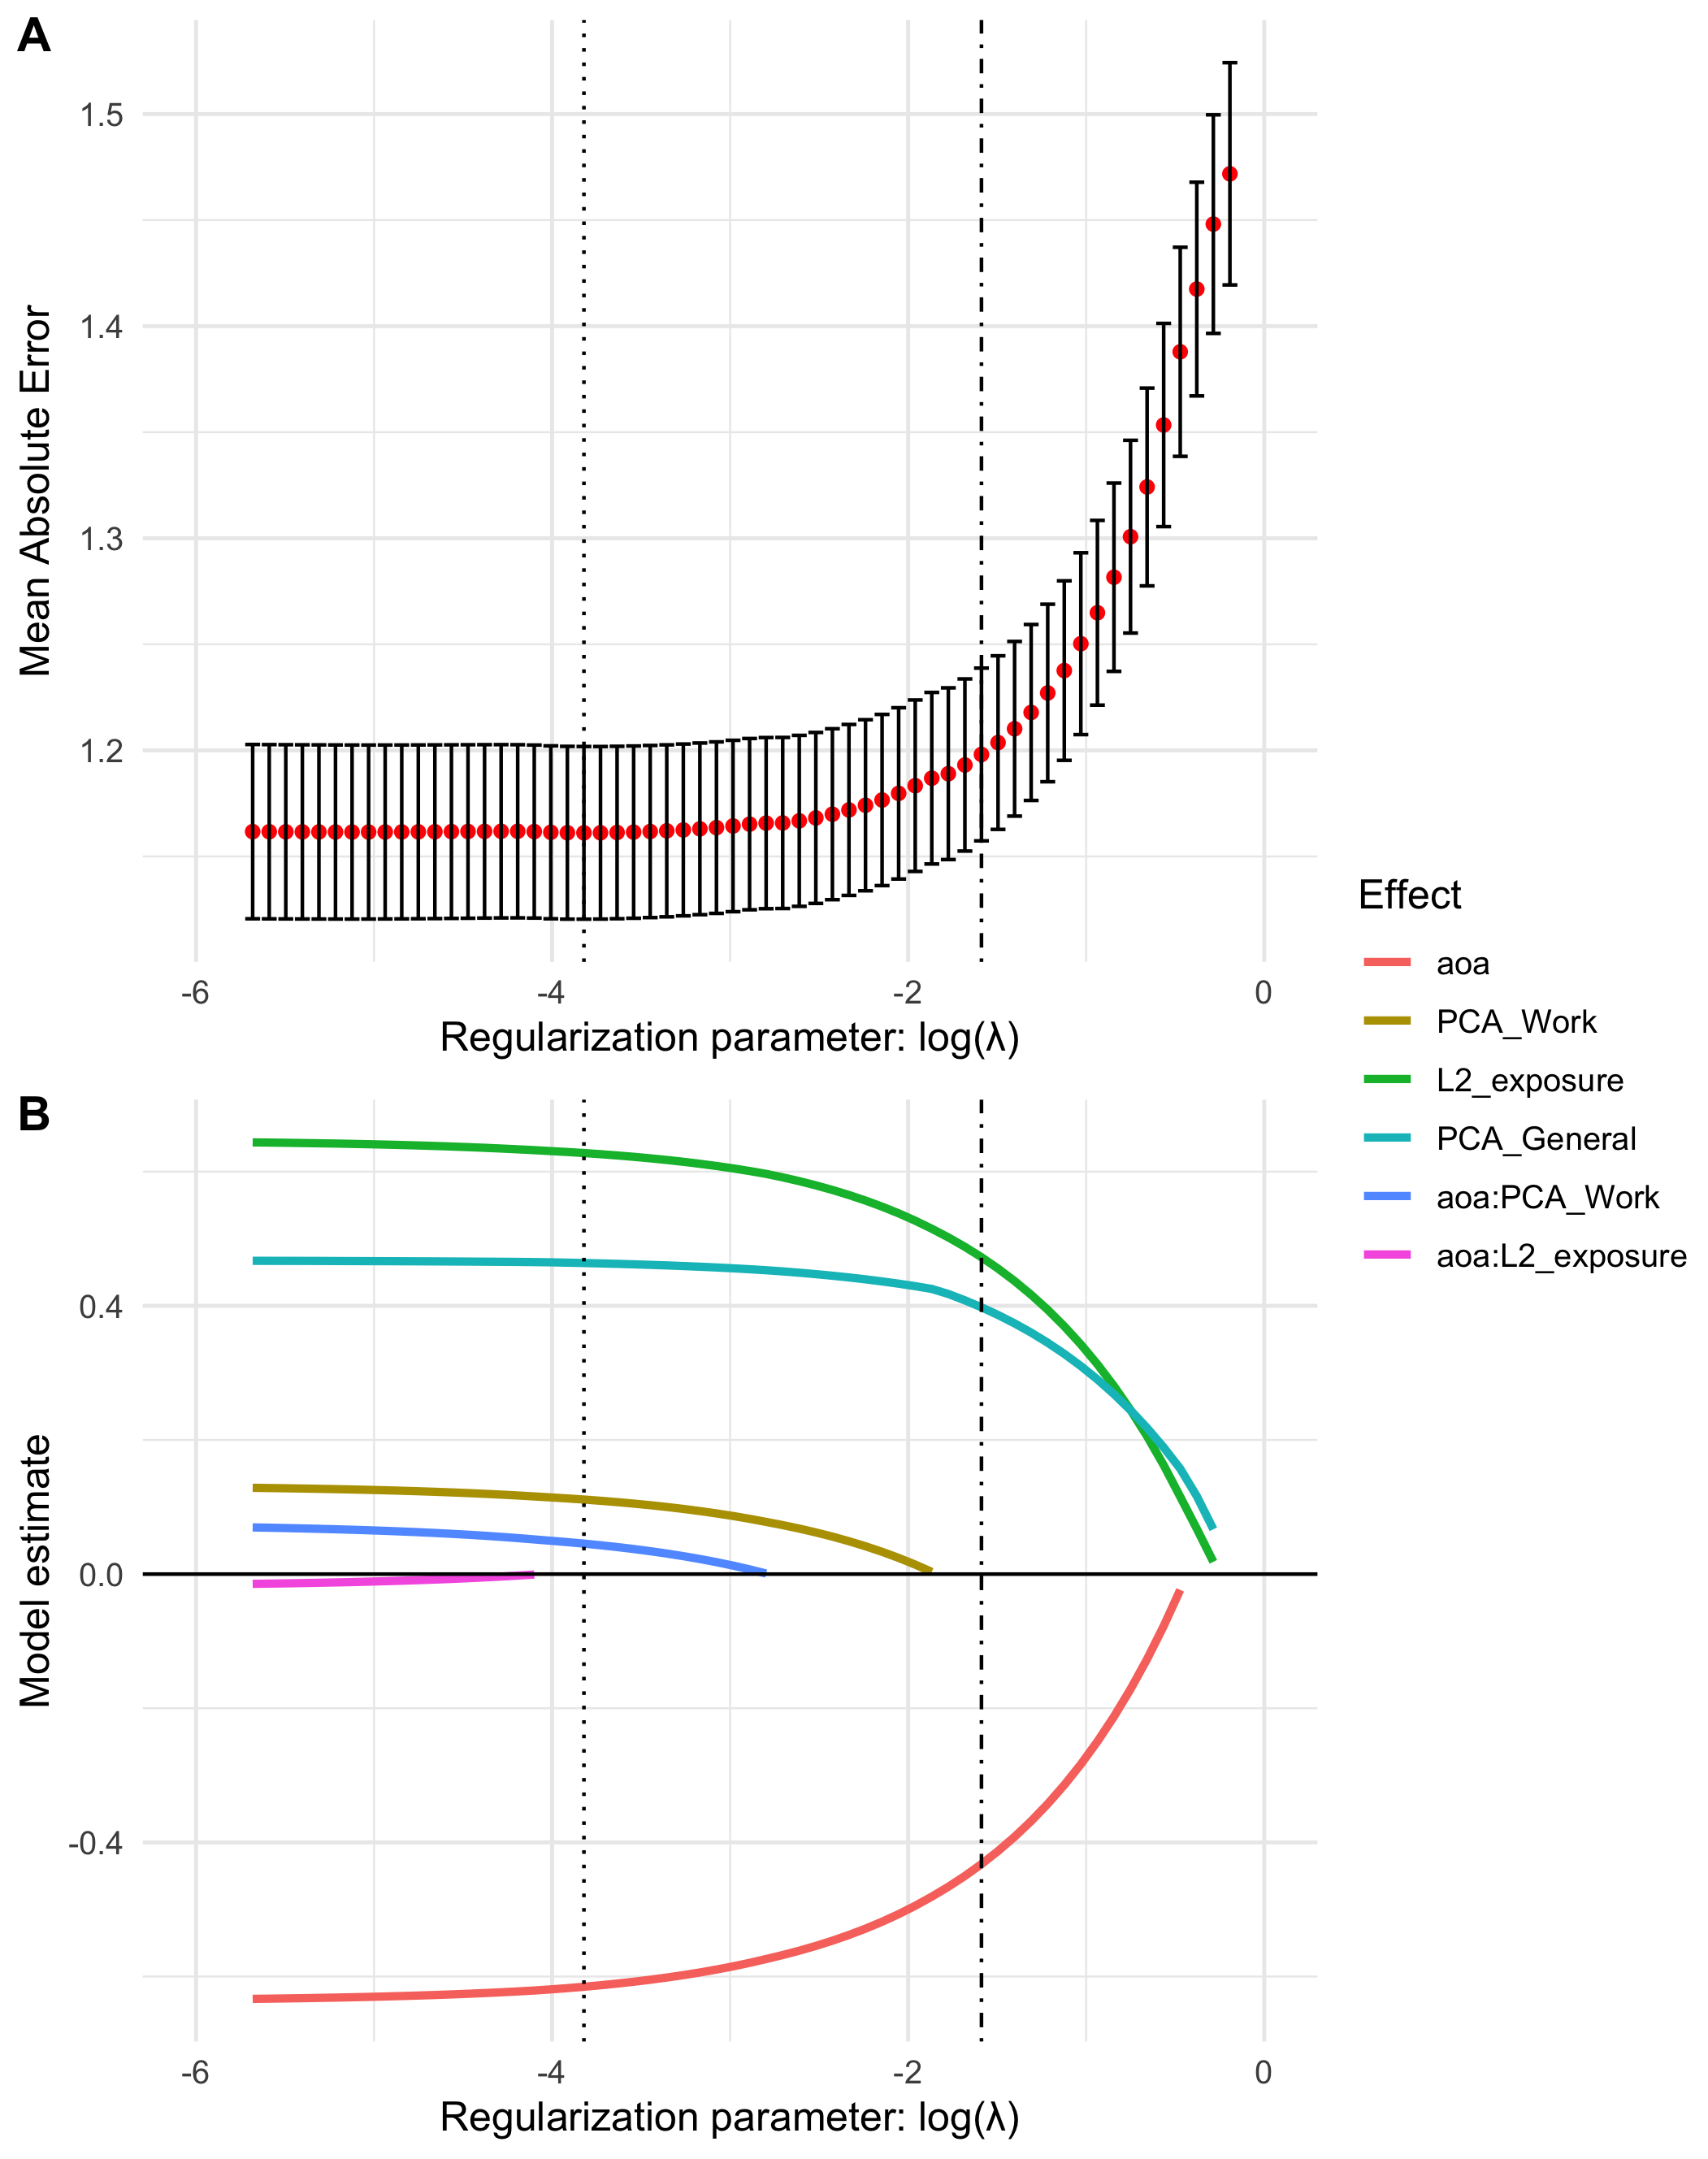 A
1.5
1.4
1.3
1.2
Mean Absolute Error
-6 -4 -2 0
Regularization parameter: log(λ)
Effect
aoa
PCA_Work
L2_exposure
PCA_General
aoa:PCA_Work
aoa:L2_exposure
B
0.4
0.0
-0.4
Model estimate
-6 -4 -2 0
Regularization parameter: log(λ)